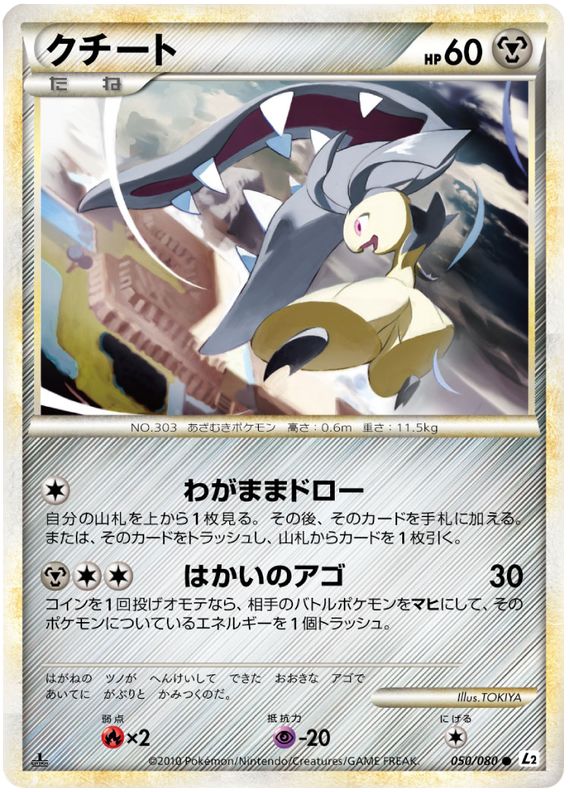 クチート
HP60
たね
NO.303 あざむきポケモン 高さ：0.6m 重さ：11.5kg
わがままドロー
自分の山札を上から1枚見る。その後、そのカードを手札に加える。
または、そのカードをトラッシュし、山札からカードを1枚引く。
はかいのアゴ 30
コインを1回投げオモテなら、相手のバトルポケモンをマヒにして、その
ポケモンについているエネルギーを1個トラッシュ。
はがねの ツノが へんけいして できた おおきな アゴで
あいてに がぶりと かみつくのだ。
Illus.TOKIYA
弱点 抵抗力 にげる
×2 -20
©2010 Pokémon/Nintendo/Creatures/GAME FREAK.
050/080 L2